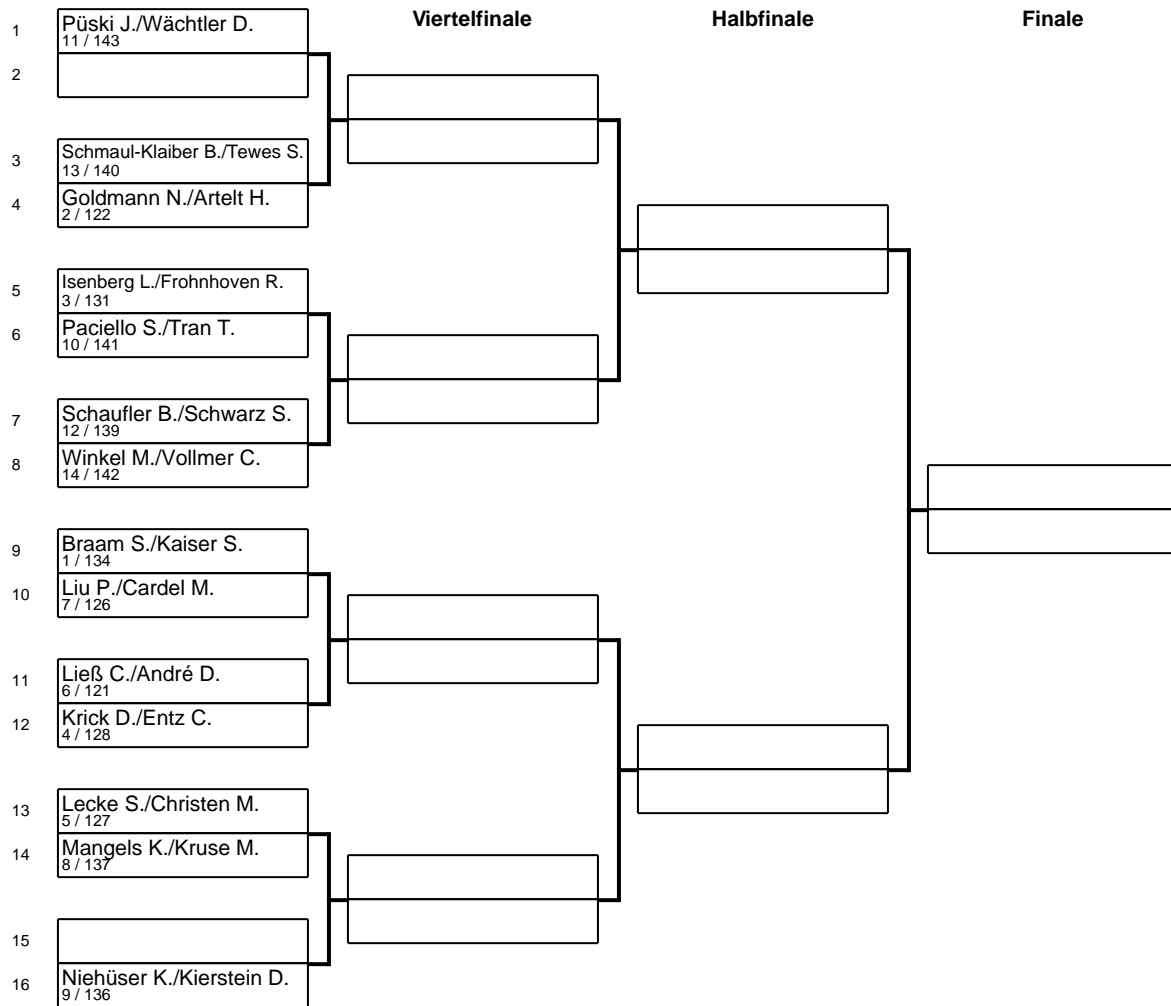 Viertelfinale
Halbfinale
Finale
1
Püski J./Wächtler D.
11 / 143
2
3
Schmaul-Klaiber B./Tewes S.
13 / 140
4
Goldmann N./Artelt H.
2 / 122
5
Isenberg L./Frohnhoven R.
3 / 131
6
Paciello S./Tran T.
10 / 141
7
Schaufler B./Schwarz S.
12 / 139
8
Winkel M./Vollmer C.
14 / 142
9
Braam S./Kaiser S.
1 / 134
10
Liu P./Cardel M.
7 / 126
11
Ließ C./André D.
6 / 121
12
Krick D./Entz C.
4 / 128
13
Lecke S./Christen M.
5 / 127
14
Mangels K./Kruse M.
8 / 137
15
16
Niehüser K./Kierstein D.
9 / 136